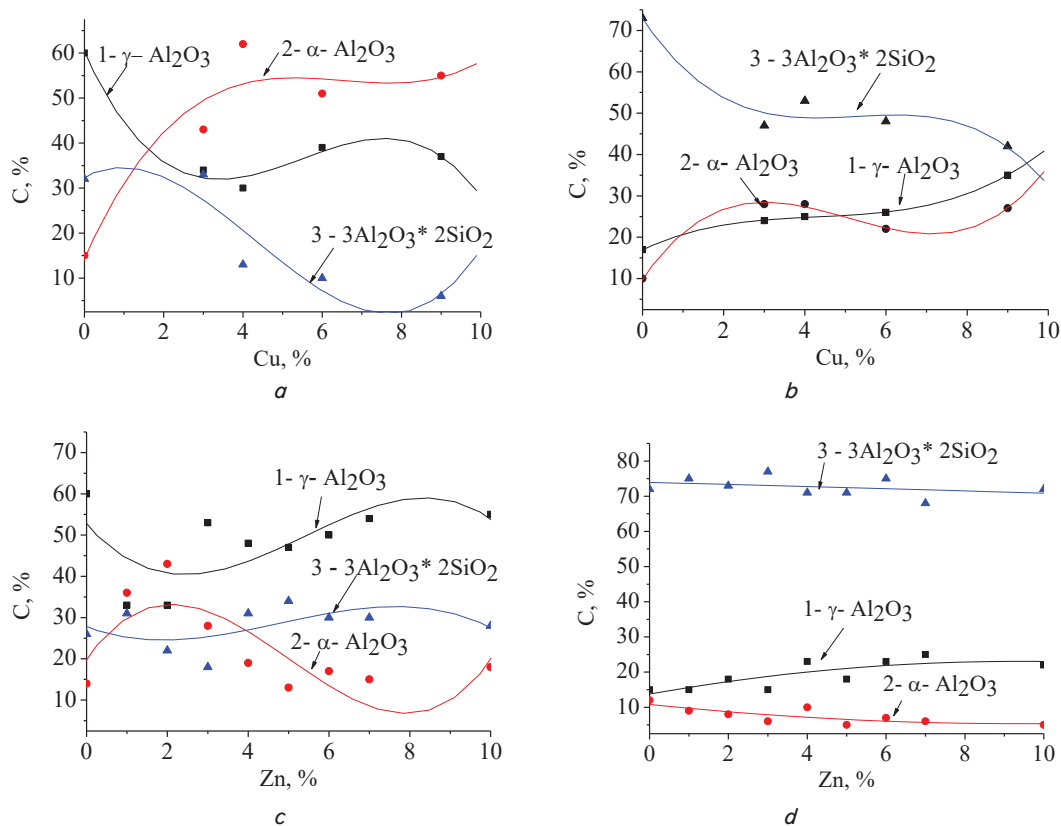 60
50
40
30
20
10
C, %
1- γ– Al₂O₃
2- α- Al₂O₃
3 - 3Al₂O₃* 2SiO₂
0 2 4 6 8 10
Cu, %
a
70
60
50
40
30
20
10
C, %
3 - 3Al₂O₃* 2SiO₂
2- α- Al₂O₃
1- γ- Al₂O₃
0 2 4 6 8 10
Cu, %
b
70
60
50
40
30
20
10
C, %
1- γ- Al₂O₃
3 - 3Al₂O₃* 2SiO₂
2- α- Al₂O₃
0 2 4 6 8 10
Zn, %
c
80
70
60
50
40
30
20
10
C, %
3 - 3Al₂O₃* 2SiO₂
1- γ- Al₂O₃
2- α- Al₂O₃
0 2 4 6 8 10
Zn, %
d